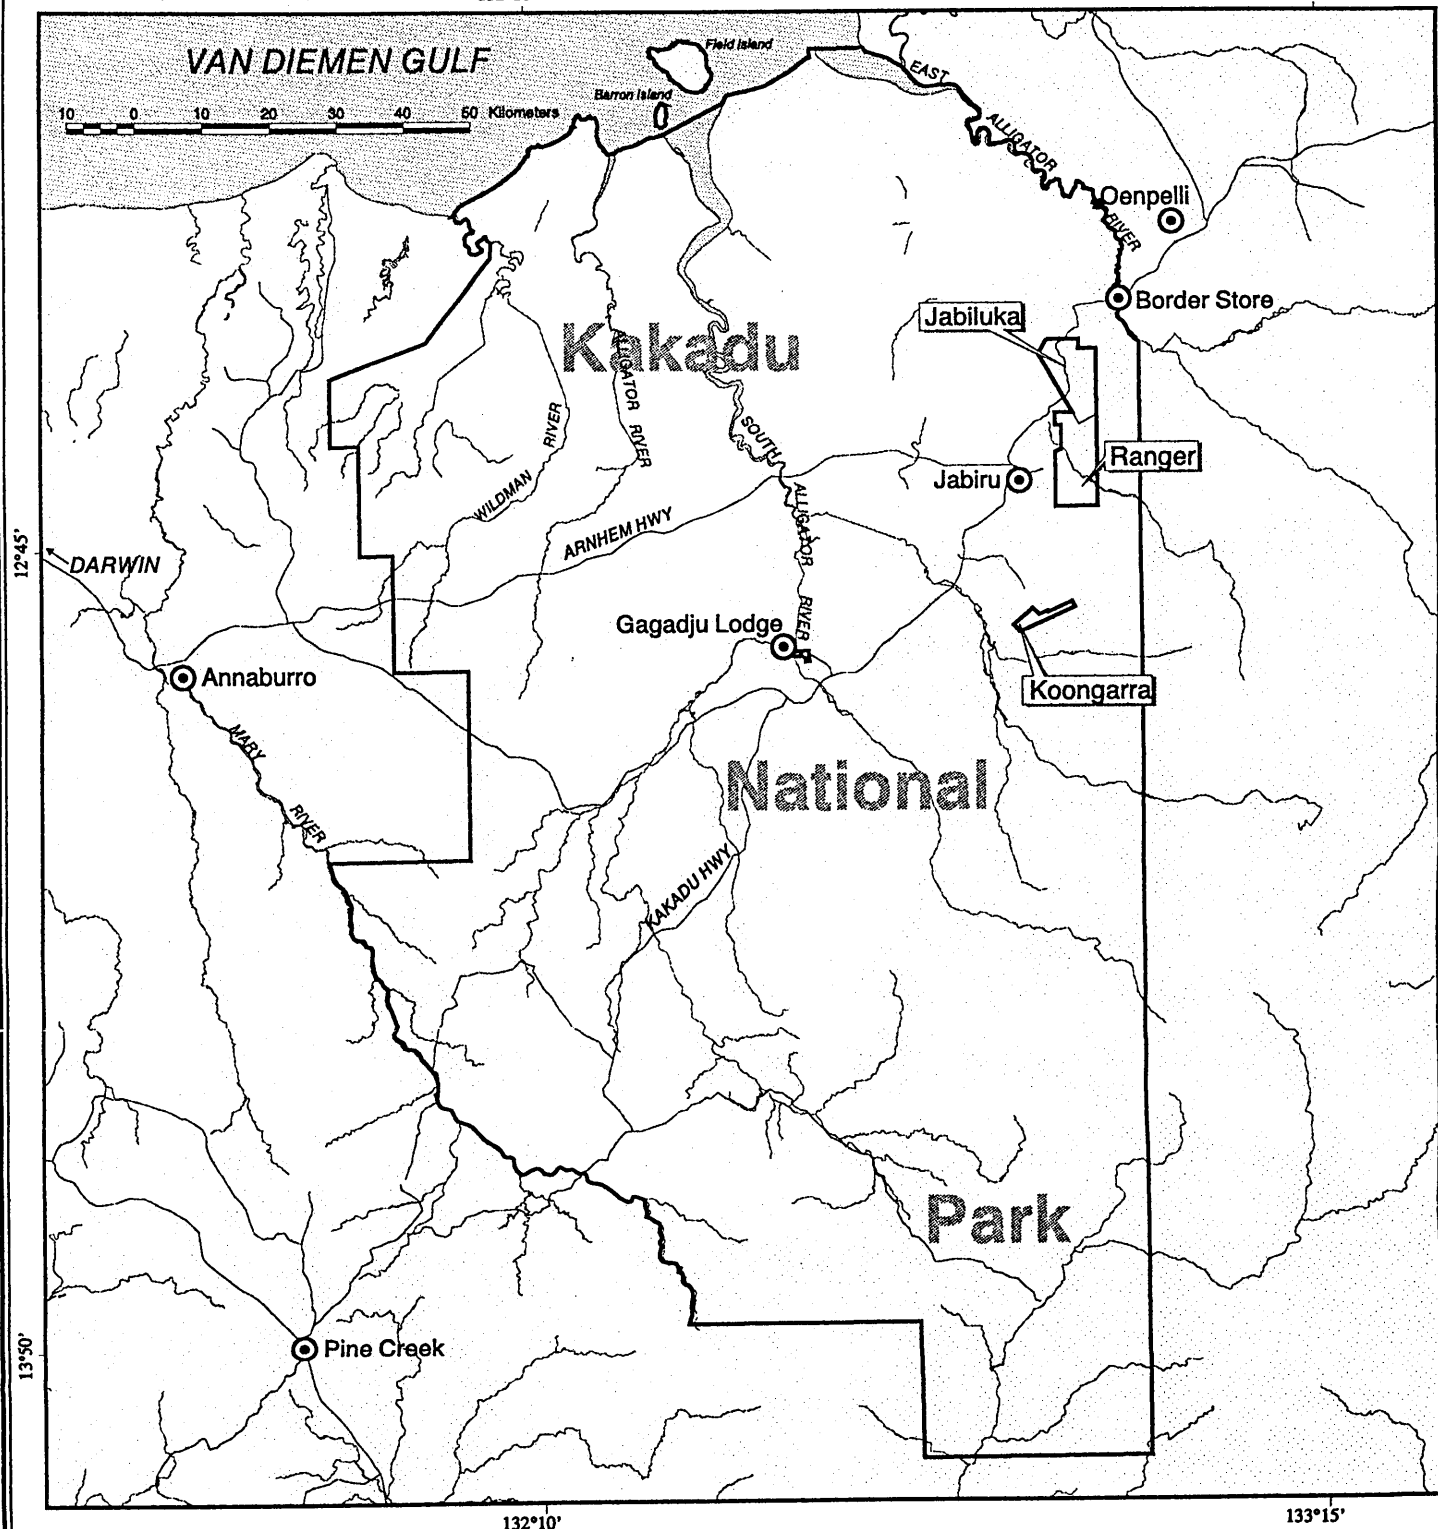 VAN DIEMEN GULF
Field Island
Barron Island
10 0 10 20 30 40 50 Kilometers
EAST
ALLIGATOR
RIVER
Oenpelli
Border Store
Jabiluka
Kakadu
ALLIGATOR RIVER
WILDMAN RIVER
SOUTH
ALLIGATOR
RIVER
Ranger
Jabiru
ARNHEM HWY
12°45'
DARWIN
Gagadju Lodge
Annaburro
Koongarra
MARY
RIVER
National
KAKADU HWY
Park
Pine Creek
13°50'
132°10'
133°15'